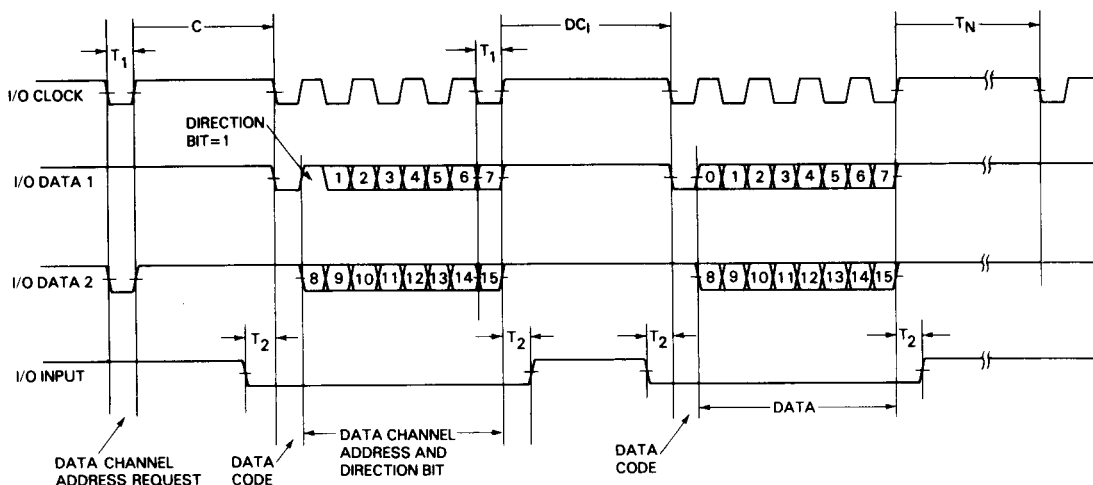 C
DCI
TN
T1
T1
I/O CLOCK
DIRECTION
BIT=1
I/O DATA 1
1 2 3 4 5 6 7
0 1 2 3 4 5 6 7
I/O DATA 2
8 9 10 11 12 13 14 15
8 9 10 11 12 13 14 15
T2
T2
T2
T2
I/O INPUT
DATA
DATA CHANNEL
ADDRESS REQUEST
DATA
CODE
DATA CHANNEL
ADDRESS AND
DIRECTION BIT
DATA
CODE